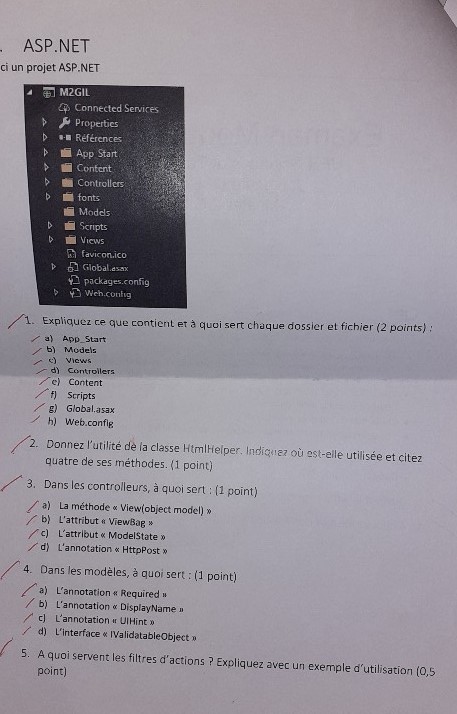 . ASP.NET
ci un projet ASP.NET
M2GIL
Connected Services
Properties
Références
App_Start
Content
Controllers
fonts
Models
Scripts
Views
favicon.ico
Global.asax
packages.config
Web.config
1. Expliquez ce que contient et à quoi sert chaque dossier et fichier (2 points) :
a) App_Start
b) Models
c) Views
d) Controllers
e) Content
f) Scripts
g) Global.asax
h) Web.config
2. Donnez l'utilité de la classe HtmlHelper. Indiquez où est-elle utilisée et citez
quatre de ses méthodes. (1 point)
3. Dans les controlleurs, à quoi sert : (1 point)
a) La méthode « View(object model) »
b) L'attribut « ViewBag »
c) L'attribut « ModelState »
d) L'annotation « HttpPost »
4. Dans les modèles, à quoi sert : (1 point)
a) L'annotation « Required »
b) L'annotation « DisplayName »
c) L'annotation « UIHint »
d) L'interface « IValidatableObject »
5. A quoi servent les filtres d'actions ? Expliquez avec un exemple d'utilisation (0,5
point)